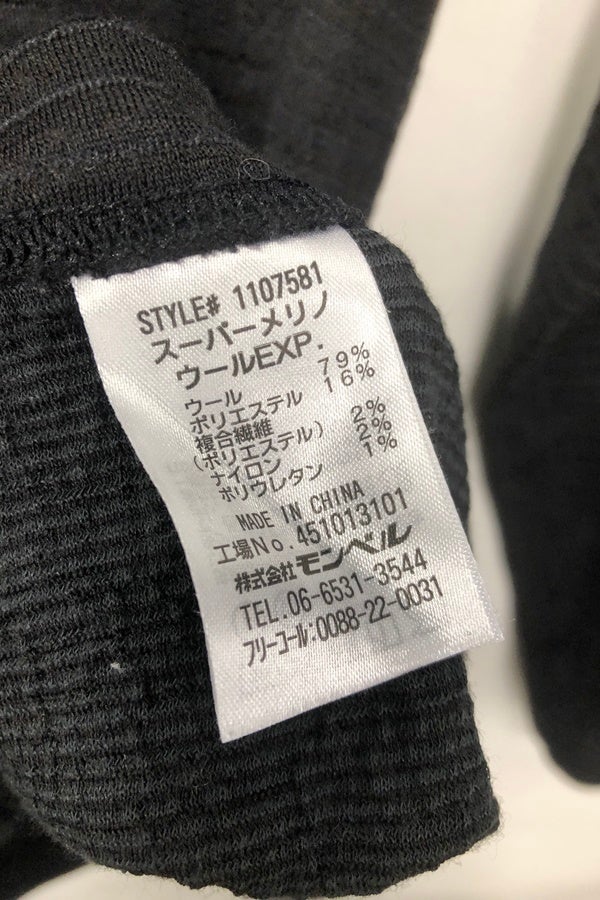 STYLE# 1107581
スーパーメリノ
ウールEXP.
ウール 79%
ポリエステル 16%
複合繊維
(ポリエステル) 2%
ナイロン 2%
ポリウレタン 1%
MADE IN CHINA
工場No.451013101
株式会社モンベル
TEL.06-6531-3544
フリーコール:0088-22-0031